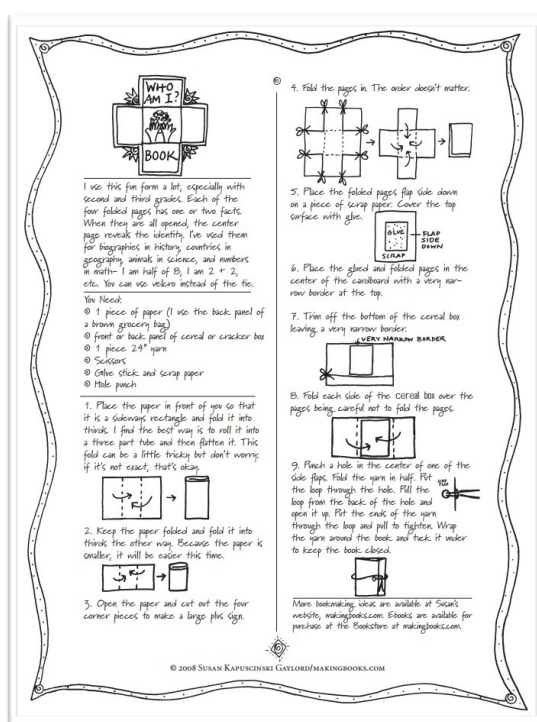 WHO
AM I?
BOOK
I use this fun form a lot, especially with
second and third grades. Each of the
four folded pages has one or two facts.
When they are all opened, the center
page reveals the identity. I've used them
for biographies in history, countries in
geography, animals in science, and numbers
in math- I am half of 8, I am 2 + 2,
etc. You can use velcro instead of the tie.
You Need:
1 piece of paper (I use the back panel of
a brown grocery bag)
front or back panel of cereal or cracker box
1 piece 24" yarn
Scissors
Glue stick and scrap paper
Hole punch
1. Place the paper in front of you so that
it is a sideways rectangle and fold it into
thirds. I find the best way is to roll it into
a three part tube and then flatten it. This
fold can be a little tricky but don't worry;
if it's not exact, that's okay.
2. Keep the paper folded and fold it into
thirds the other way. Because the paper is
smaller, it will be easier this time.
3. Open the paper and cut out the four
corner pieces to make a large plus sign.
4. Fold the pages in. The order doesn't matter.
5. Place the folded pages flap side down
on a piece of scrap paper. Cover the top
surface with glue.
GLUE
FLAP
SIDE
DOWN
SCRAP
6. Place the glued and folded pages in the
center of the cardboard with a very nar-
row border at the top.
7. Trim off the bottom of the cereal box
leaving a very narrow border.
VERY NARROW BORDER
8. Fold each side of the cereal box over the
pages being careful not to fold the pages.
9. Punch a hole in the center of one of the
side flaps. Fold the yarn in half. Put
the loop through the hole. Pull the
loop from the back of the hole and
open it up. Put the ends of the yarn
through the loop and pull to tighten. Wrap
the yarn around the book and tuck it under
to keep the book closed.
More bookmaking ideas are available at Susan's
website, makingbooks.com. Ebooks are available for
purchase at the Bookstore at makingbooks.com.
© 2008 SUSAN KAPUSCINSKI GAYLORD/MAKINGBOOKS.COM